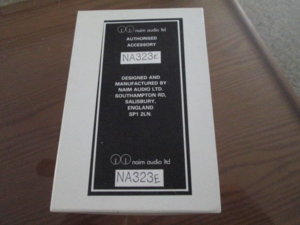 naim audio ltd
AUTHORISED
ACCESSORY
NA323E
DESIGNED AND
MANUFACTURED BY
NAIM AUDIO LTD.
SOUTHAMPTON RD,
SALISBURY,
ENGLAND
SP1 2LN.
naim audio ltd
NA323E